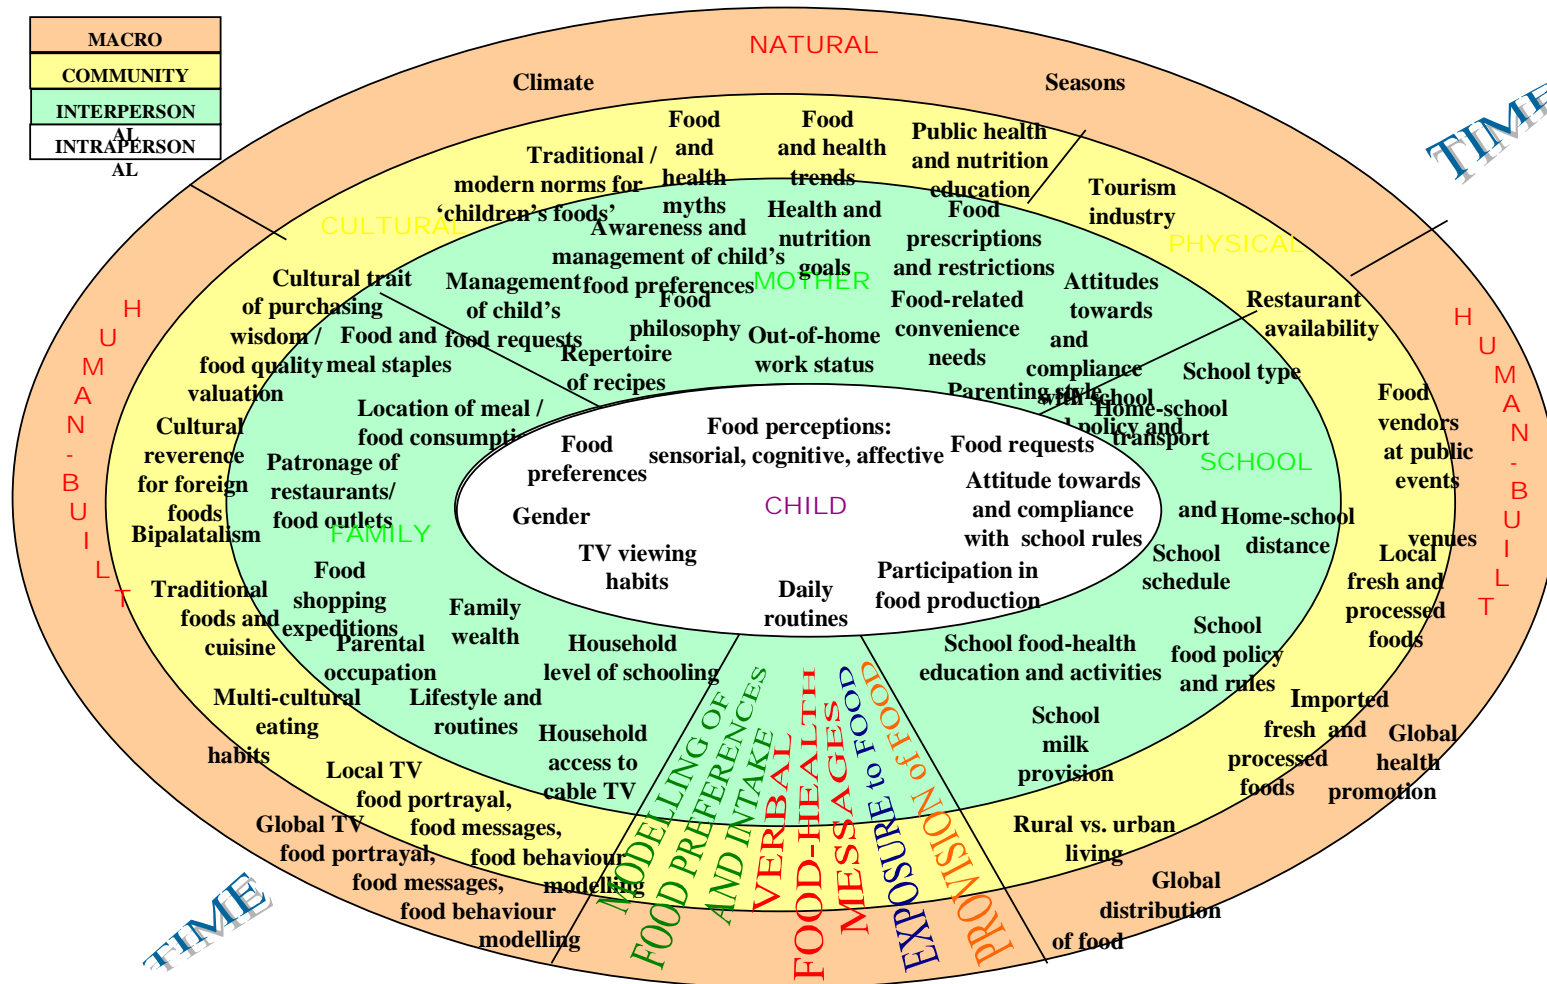 MACRO
COMMUNITY
INTERPERSON
AL
INTRAPERSON
AL
NATURAL
Climate
Seasons
TIME
Food
and
health
myths
Food
and health
trends
Public health
and nutrition
education
Traditional /
modern norms for
‘children’s foods’
Tourism
industry
CULTURAL
PHYSICAL
Health and
nutrition
goals
Food
prescriptions
and restrictions
Awareness and
management of child’s
food preferences
MOTHER
Management
of child’s
food requests
Cultural trait
of purchasing
wisdom /
food quality
valuation
Food and
meal staples
Food
philosophy
Repertoire
of recipes
Out-of-home
work status
Food-related
convenience
needs
Attitudes
towards
and
compliance
with school
policy and
Parenting style
Restaurant
availability
School type
Home-school
transport
HUMAN-BUILT
HUMAN-BUILT
Food
vendors
at public
events
and
venues
Location of meal /
food consumptio
Cultural
reverence
for foreign
foods
Patronage of
restaurants/
food outlets
FAMILY
SCHOOL
Bipalatalism
Food
preferences
Food perceptions:
sensorial, cognitive, affective
Food requests
Attitude towards
and compliance
with school rules
CHILD
Gender
TV viewing
habits
Daily
routines
Participation in
food production
Home-school
distance
School
schedule
Local
fresh and
processed
foods
Traditional
foods and
cuisine
Food
shopping
expeditions
Family
wealth
Parental
occupation
Household
level of schooling
School food-health
education and activities
School
food policy
and rules
Multi-cultural
eating
habits
Lifestyle and
routines
Household
access to
cable TV
School
milk
provision
Imported
fresh and
processed
foods
Global
health
promotion
Local TV
food portrayal,
food messages,
food behaviour
modelling
Global TV
food portrayal,
food messages,
food behaviour
modelling
MODELLING OF
FOOD PREFERENCES
AND INTAKE
VERBAL
FOOD-HEALTH
MESSAGES
EXPOSURE to FOOD
PROVISION of FOOD
Rural vs. urban
living
Global
distribution
of food
TIME